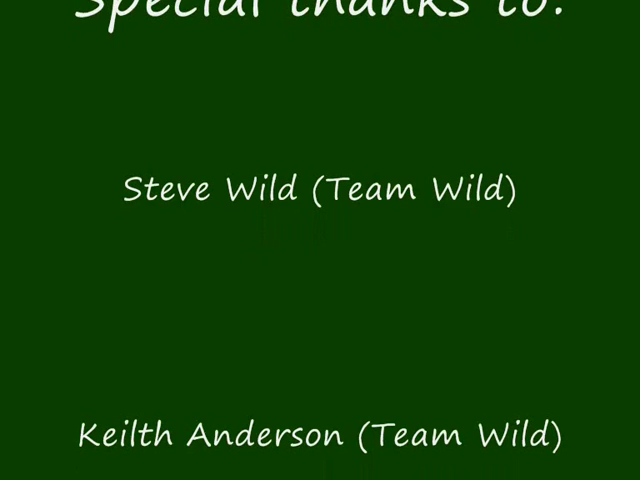 Special thanks to:
Steve Wild (Team Wild)
Keilth Anderson (Team Wild)